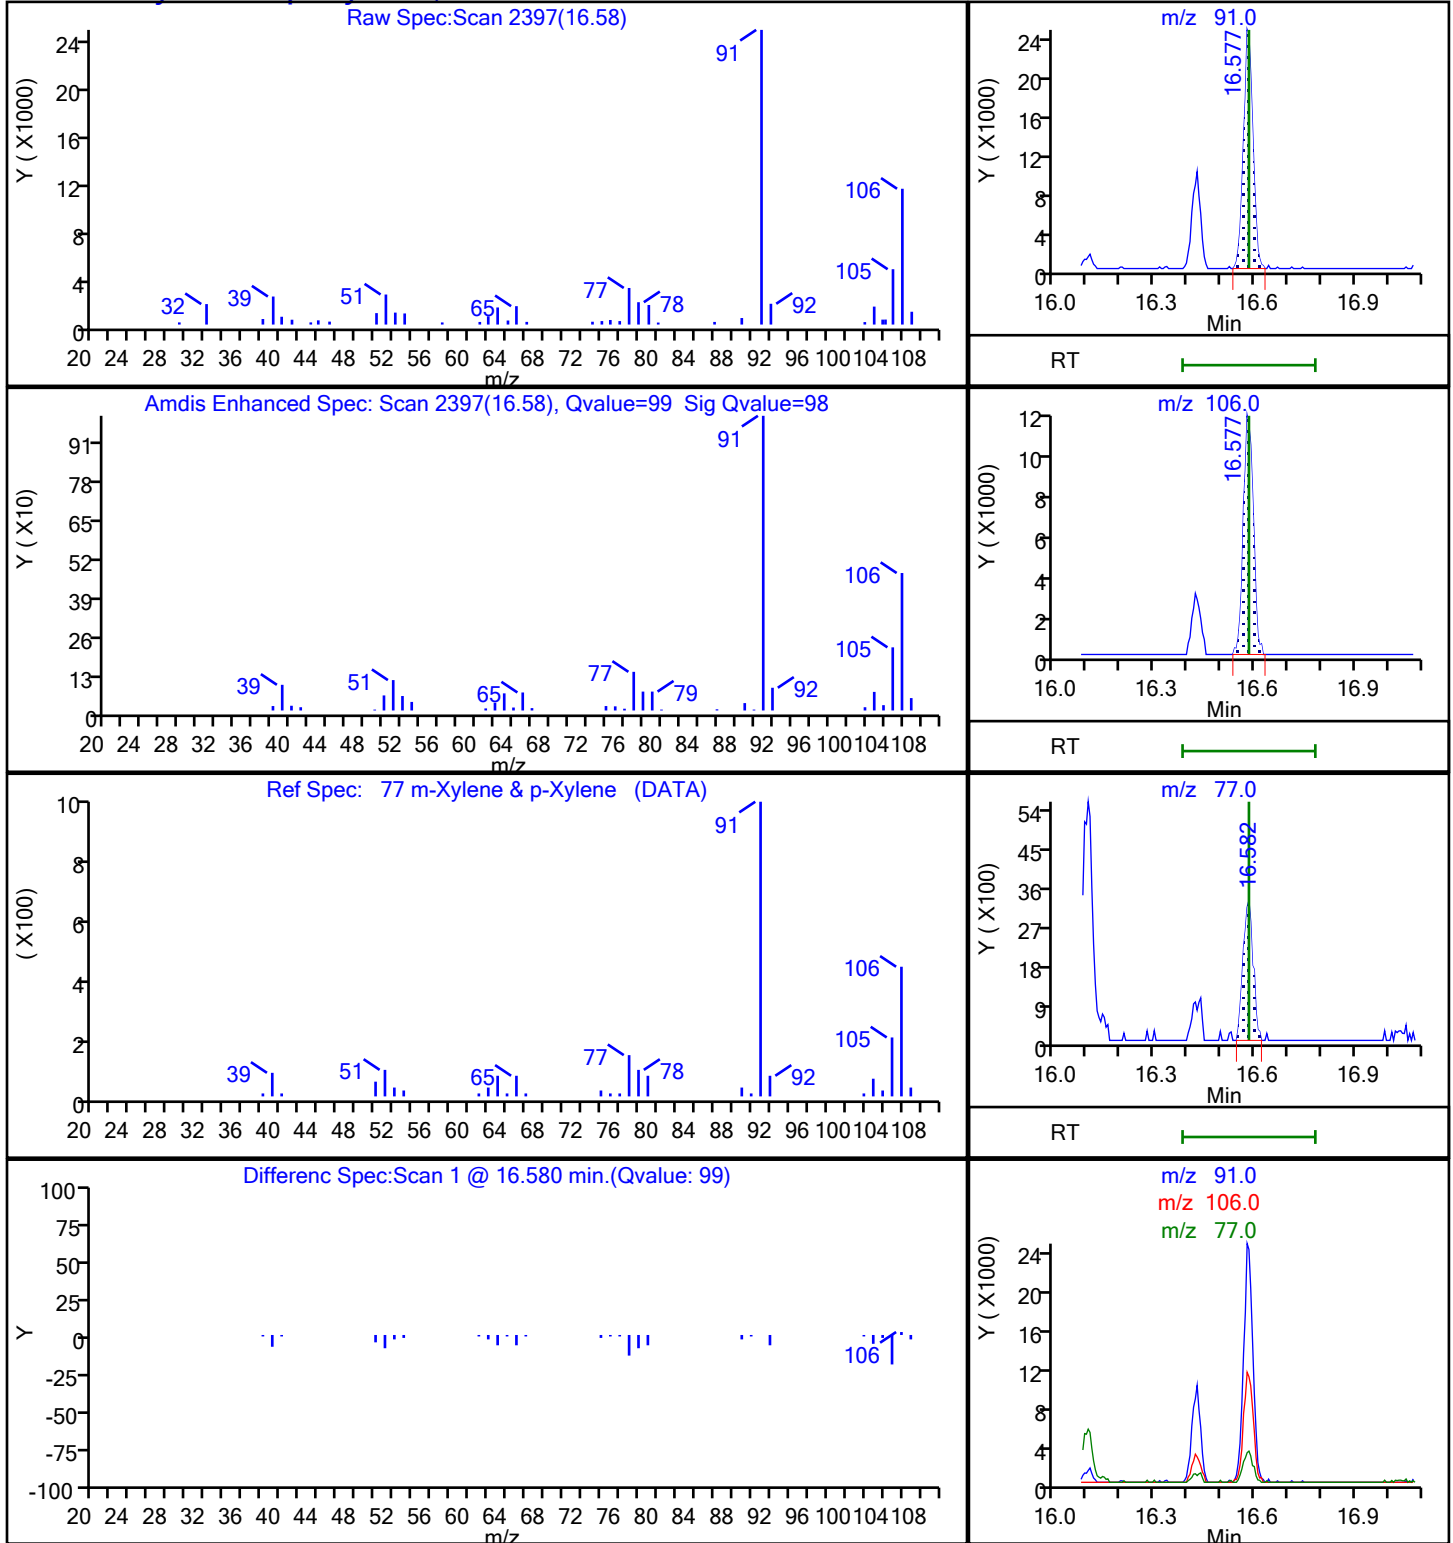 Raw Spec:Scan 2397(16.58)
Y ( X1000)
24
20
16
12
8
4
0
91
106
105
32
39
51
65
77
78
92
20 24 28 32 36 40 44 48 52 56 60 64 68 72 76 80 84 88 92 96 100 104 108
m/z
m/z 91.0
Y ( X1000)
24
20
16
12
8
4
0
16.577
16.0 16.3 16.6 16.9
Min
RT
Amdis Enhanced Spec: Scan 2397(16.58), Qvalue=99 Sig Qvalue=98
Y ( X10)
91
78
65
52
39
26
13
0
91
106
105
39
51
65
77
79
92
20 24 28 32 36 40 44 48 52 56 60 64 68 72 76 80 84 88 92 96 100 104 108
m/z
m/z 106.0
Y ( X1000)
12
10
8
6
4
2
0
16.577
16.0 16.3 16.6 16.9
Min
RT
Ref Spec: 77 m-Xylene & p-Xylene (DATA)
( X100)
10
8
6
4
2
0
91
106
105
39
51
65
77
78
92
20 24 28 32 36 40 44 48 52 56 60 64 68 72 76 80 84 88 92 96 100 104 108
m/z
m/z 77.0
Y ( X100)
54
45
36
27
18
9
0
16.582
16.0 16.3 16.6 16.9
Min
RT
Differenc Spec:Scan 1 @ 16.580 min.(Qvalue: 99)
Y
100
75
50
25
0
-25
-50
-75
-100
106
20 24 28 32 36 40 44 48 52 56 60 64 68 72 76 80 84 88 92 96 100 104 108
m/z
m/z 91.0
m/z 106.0
m/z 77.0
Y ( X1000)
24
20
16
12
8
4
0
16.0 16.3 16.6 16.9
Min